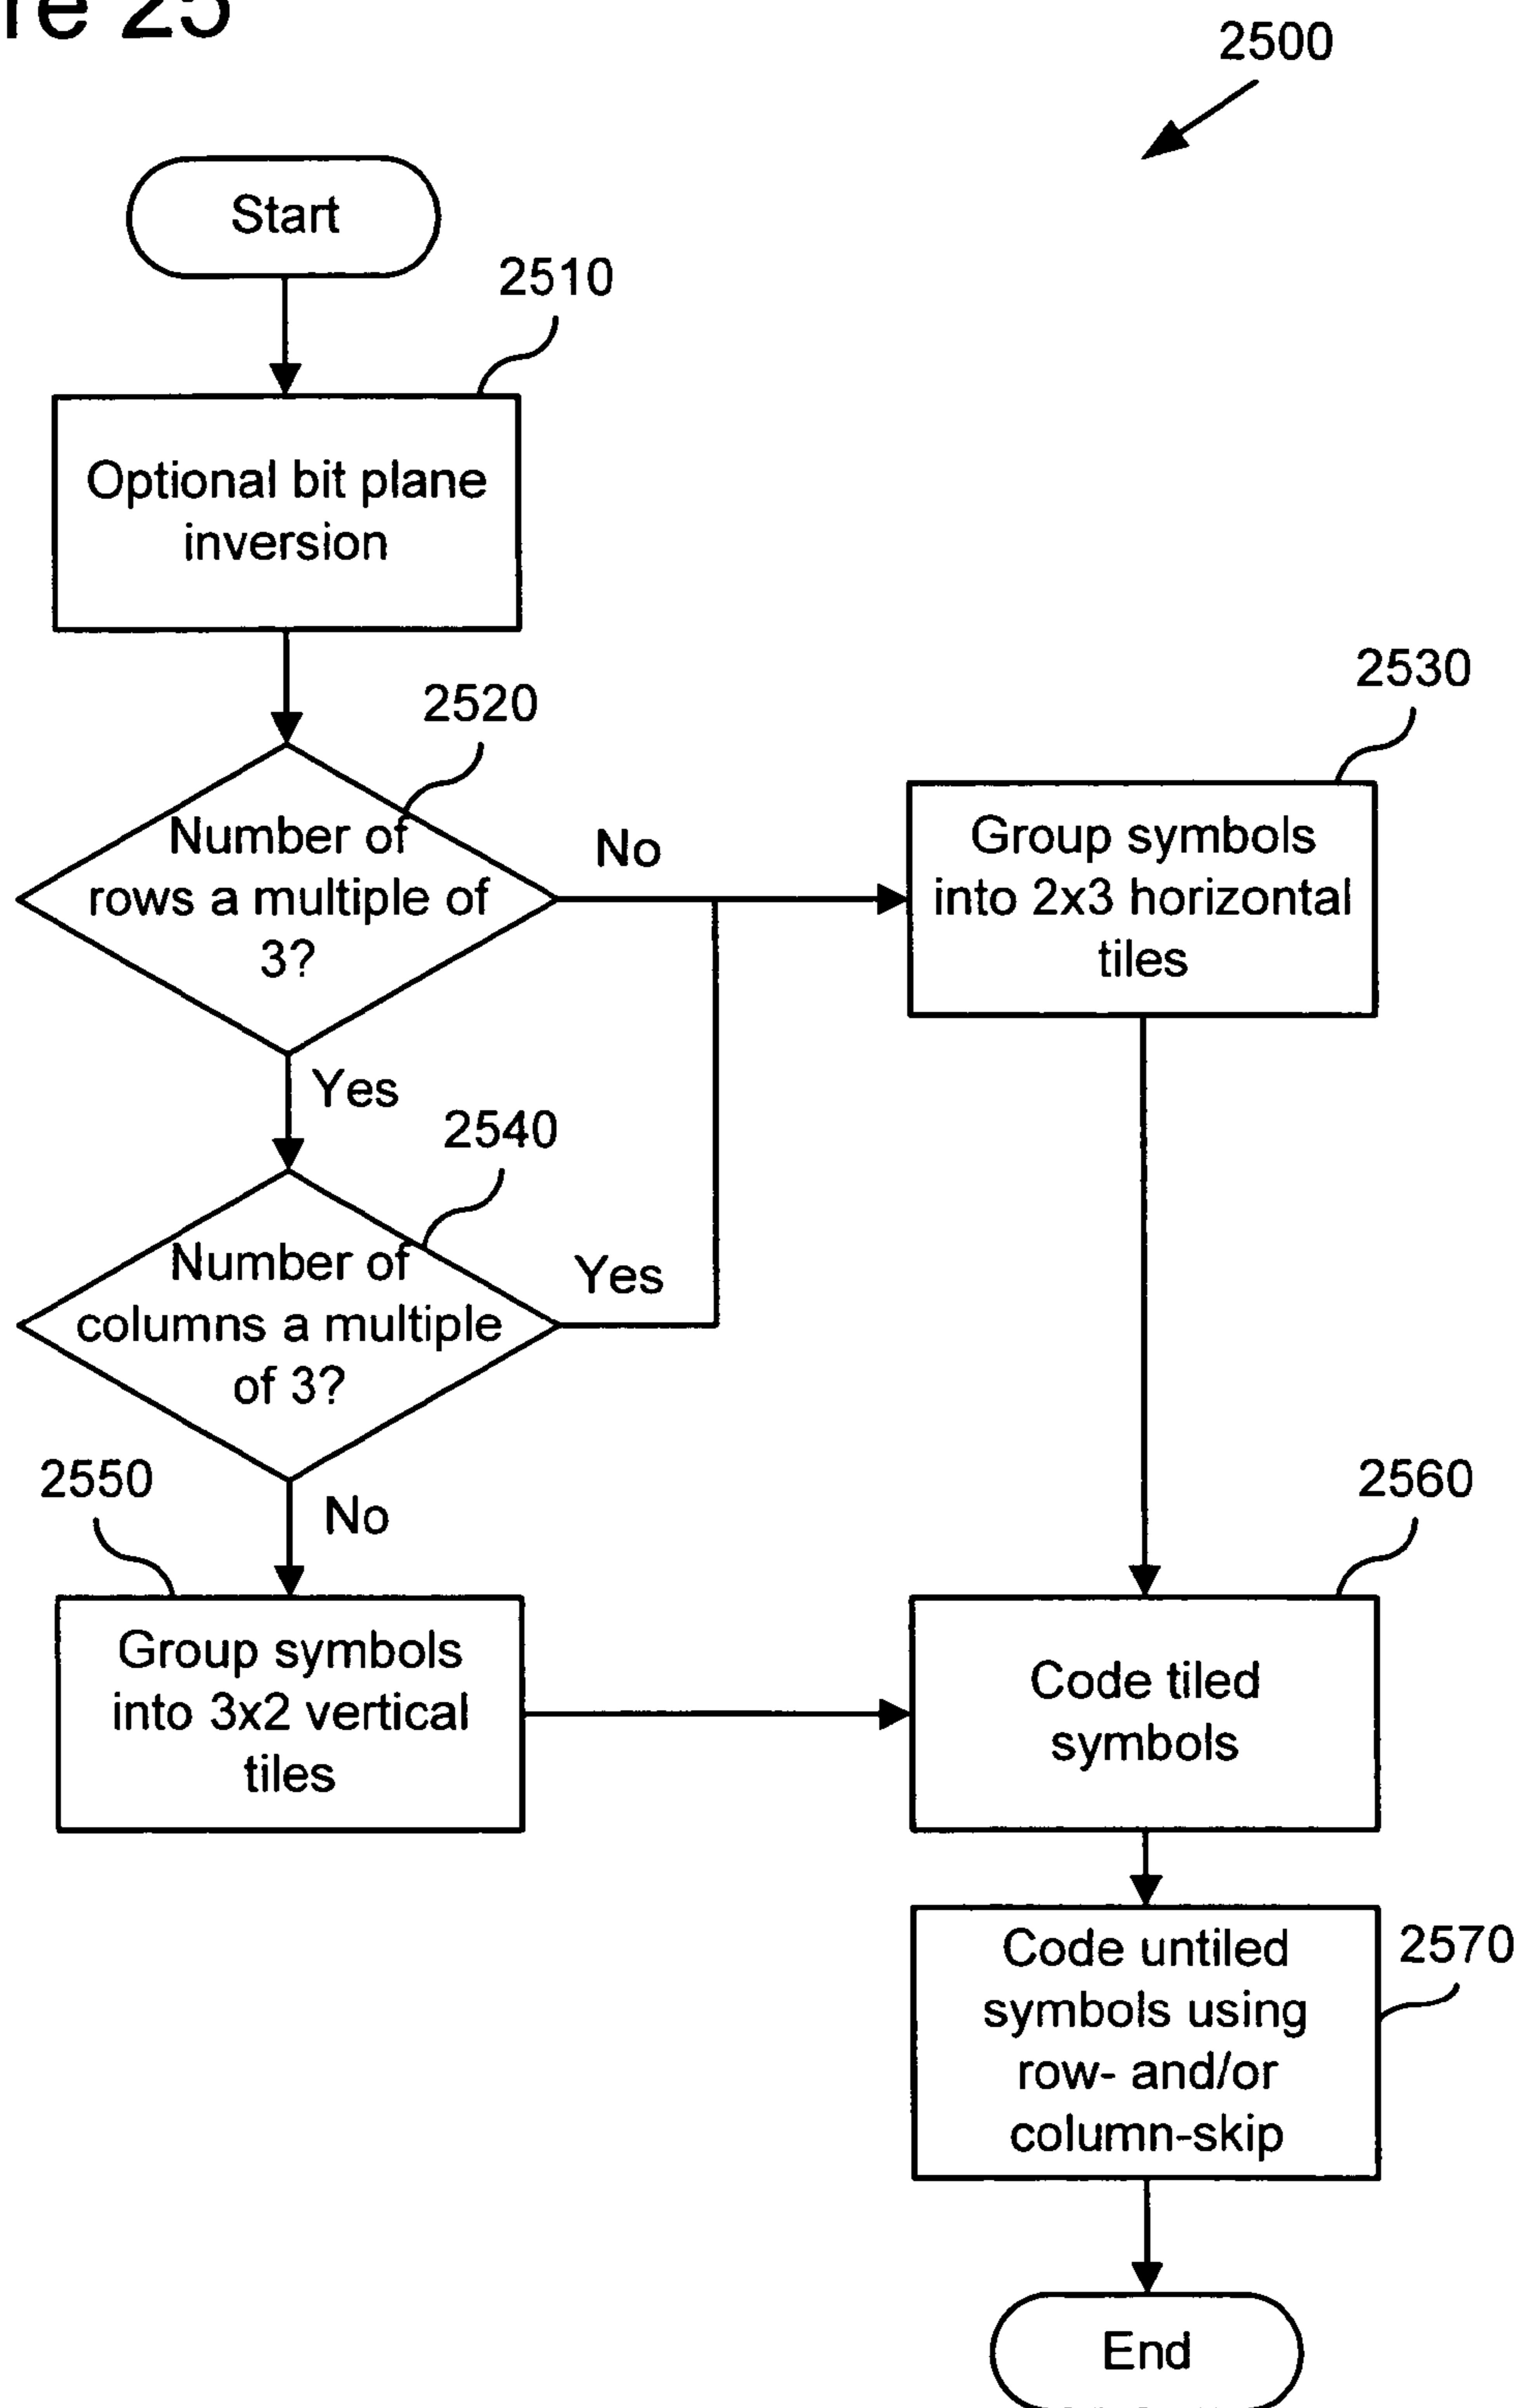 re 25
2500
Start
2510
Optional bit plane
inversion
2520
Number of
rows a multiple of
3?
No
2530
Group symbols
into 2x3 horizontal
tiles
Yes
2540
Number of
columns a multiple
of 3?
Yes
No
2550
Group symbols
into 3x2 vertical
tiles
2560
Code tiled
symbols
2570
Code untiled
symbols using
row- and/or
column-skip
End